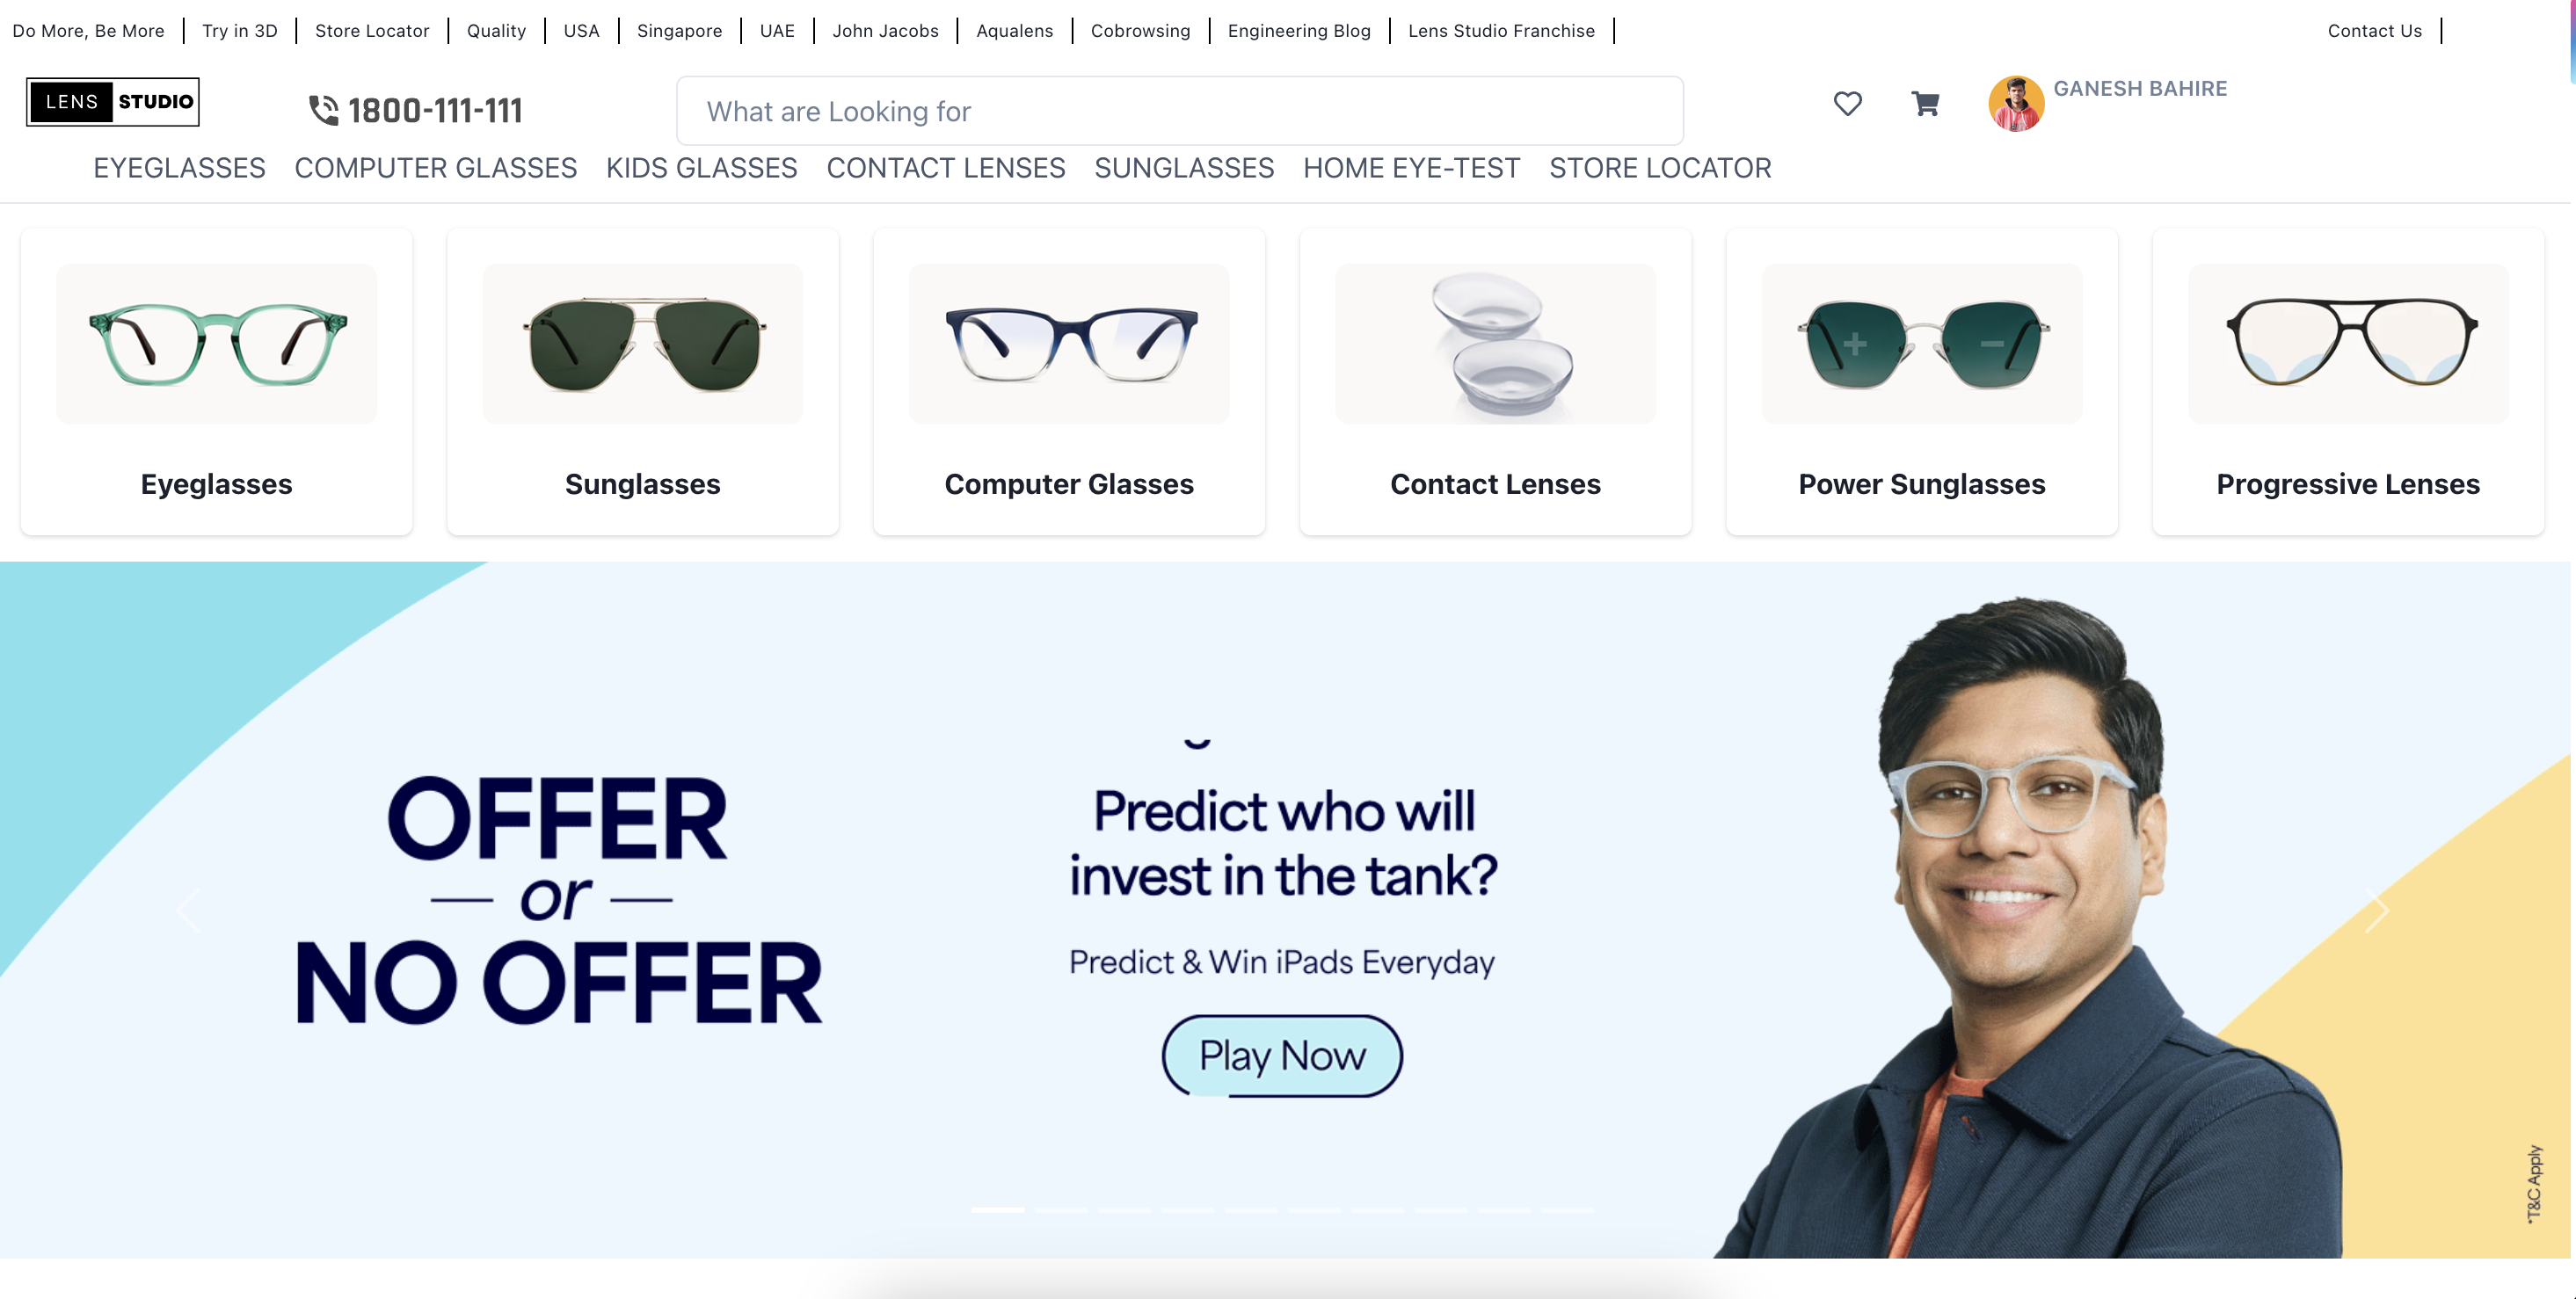 Do More, Be More
Try in 3D
Store Locator
Quality
USA
Singapore
UAE
John Jacobs
Aqualens
Cobrowsing
Engineering Blog
Lens Studio Franchise
Contact Us
LENS STUDIO
1800-111-111
What are Looking for
GANESH BAHIRE
EYEGLASSES
COMPUTER GLASSES
KIDS GLASSES
CONTACT LENSES
SUNGLASSES
HOME EYE-TEST
STORE LOCATOR
Eyeglasses
Sunglasses
Computer Glasses
Contact Lenses
Power Sunglasses
Progressive Lenses
OFFER
or
NO OFFER
Predict who will
invest in the tank?
Predict & Win iPads Everyday
Play Now
*T&C Apply